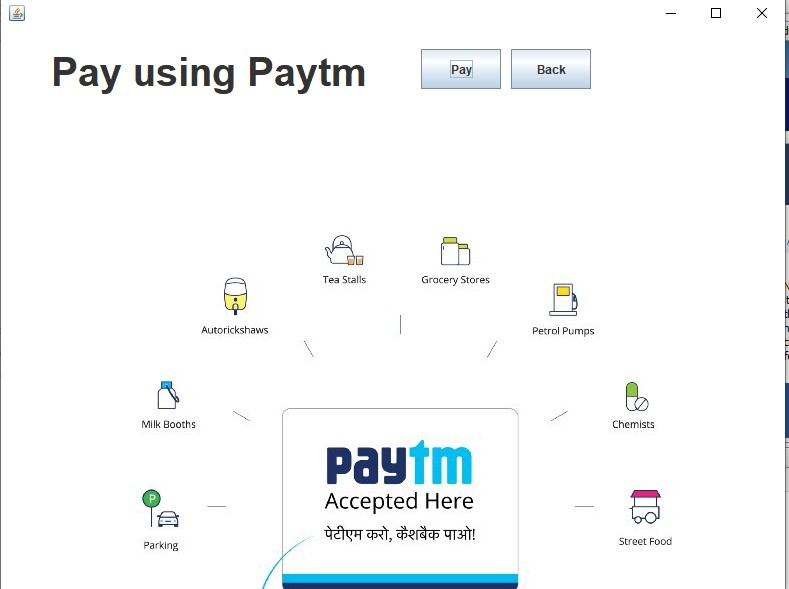 Pay using Paytm
Pay
Back
Tea Stalls
Grocery Stores
Autorickshaws
Petrol Pumps
Milk Booths
Chemists
paytm
Accepted Here
पेटीएम करो, कैशबैक पाओ!
P
Parking
Street Food